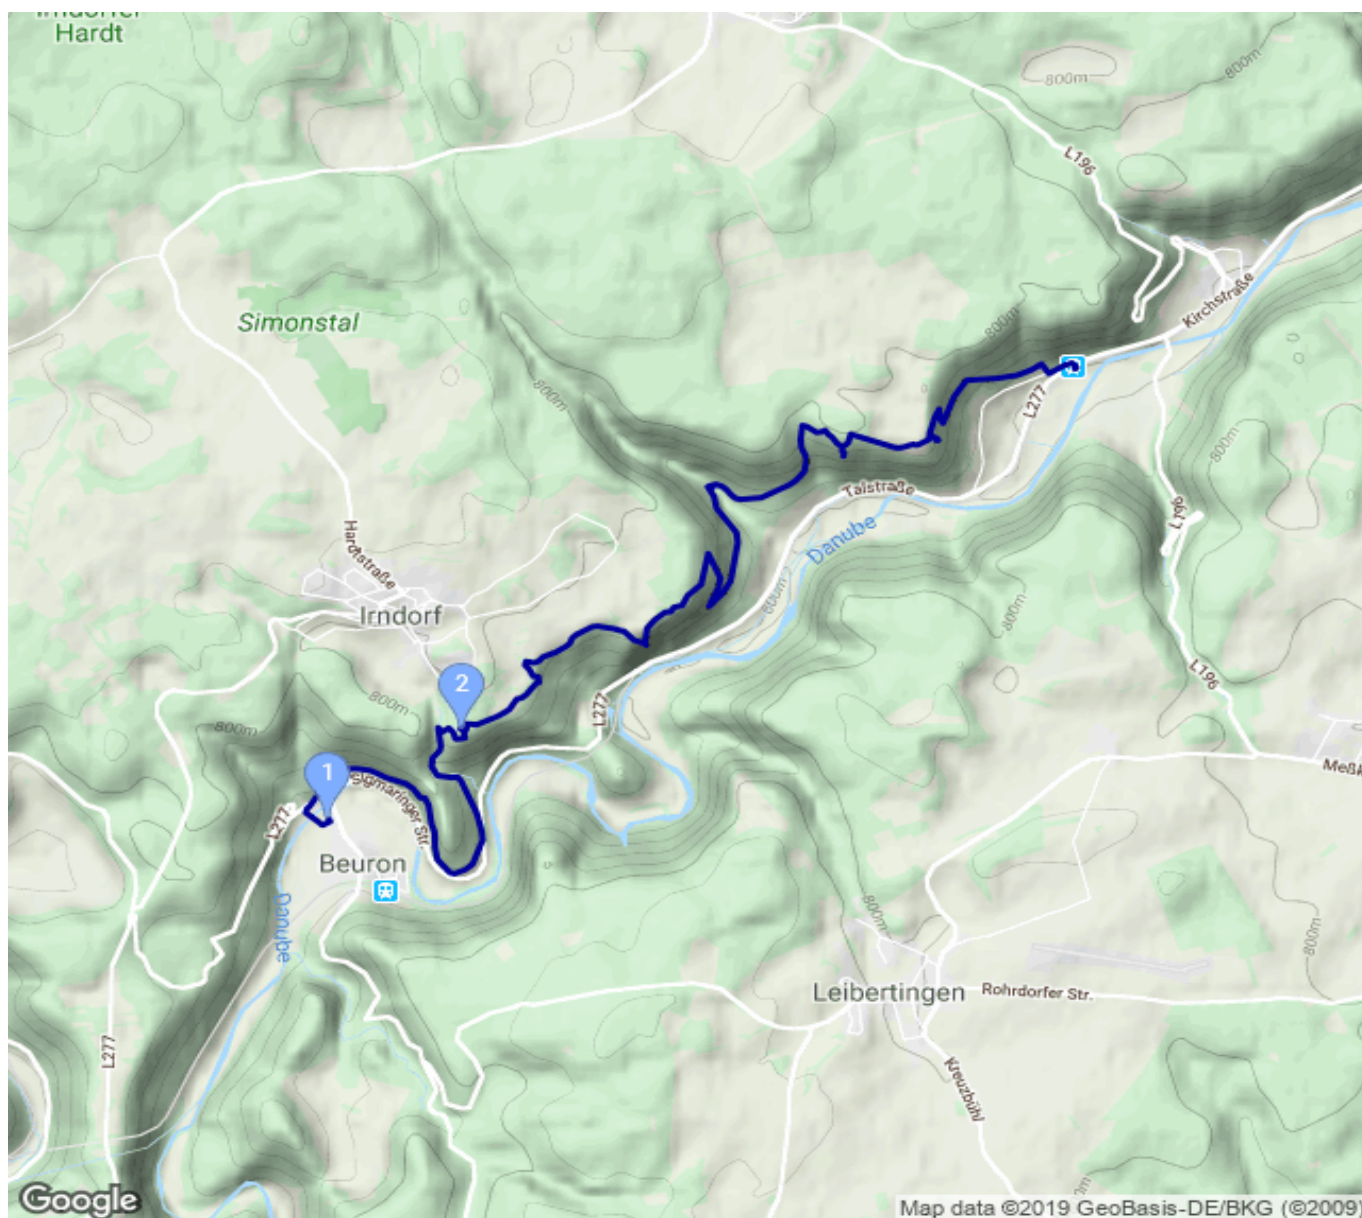 Irndorfer
Hardt
800m
800m
L196
Kirchstraße
800m
Simonstal
800m
L277
800m
Talstraße
Danube
L196
Hardtstraße
800m
800m
Irndorf
L196
2
800m
800m
L277
Meßk
1
Sigmaringer Str.
L277
Beuron
800m
800m
Danube
Leibertingen
Rohrdorfer Str.
L277
Kreuzbühl
Google
Map data ©2019 GeoBasis-DE/BKG (©2009)